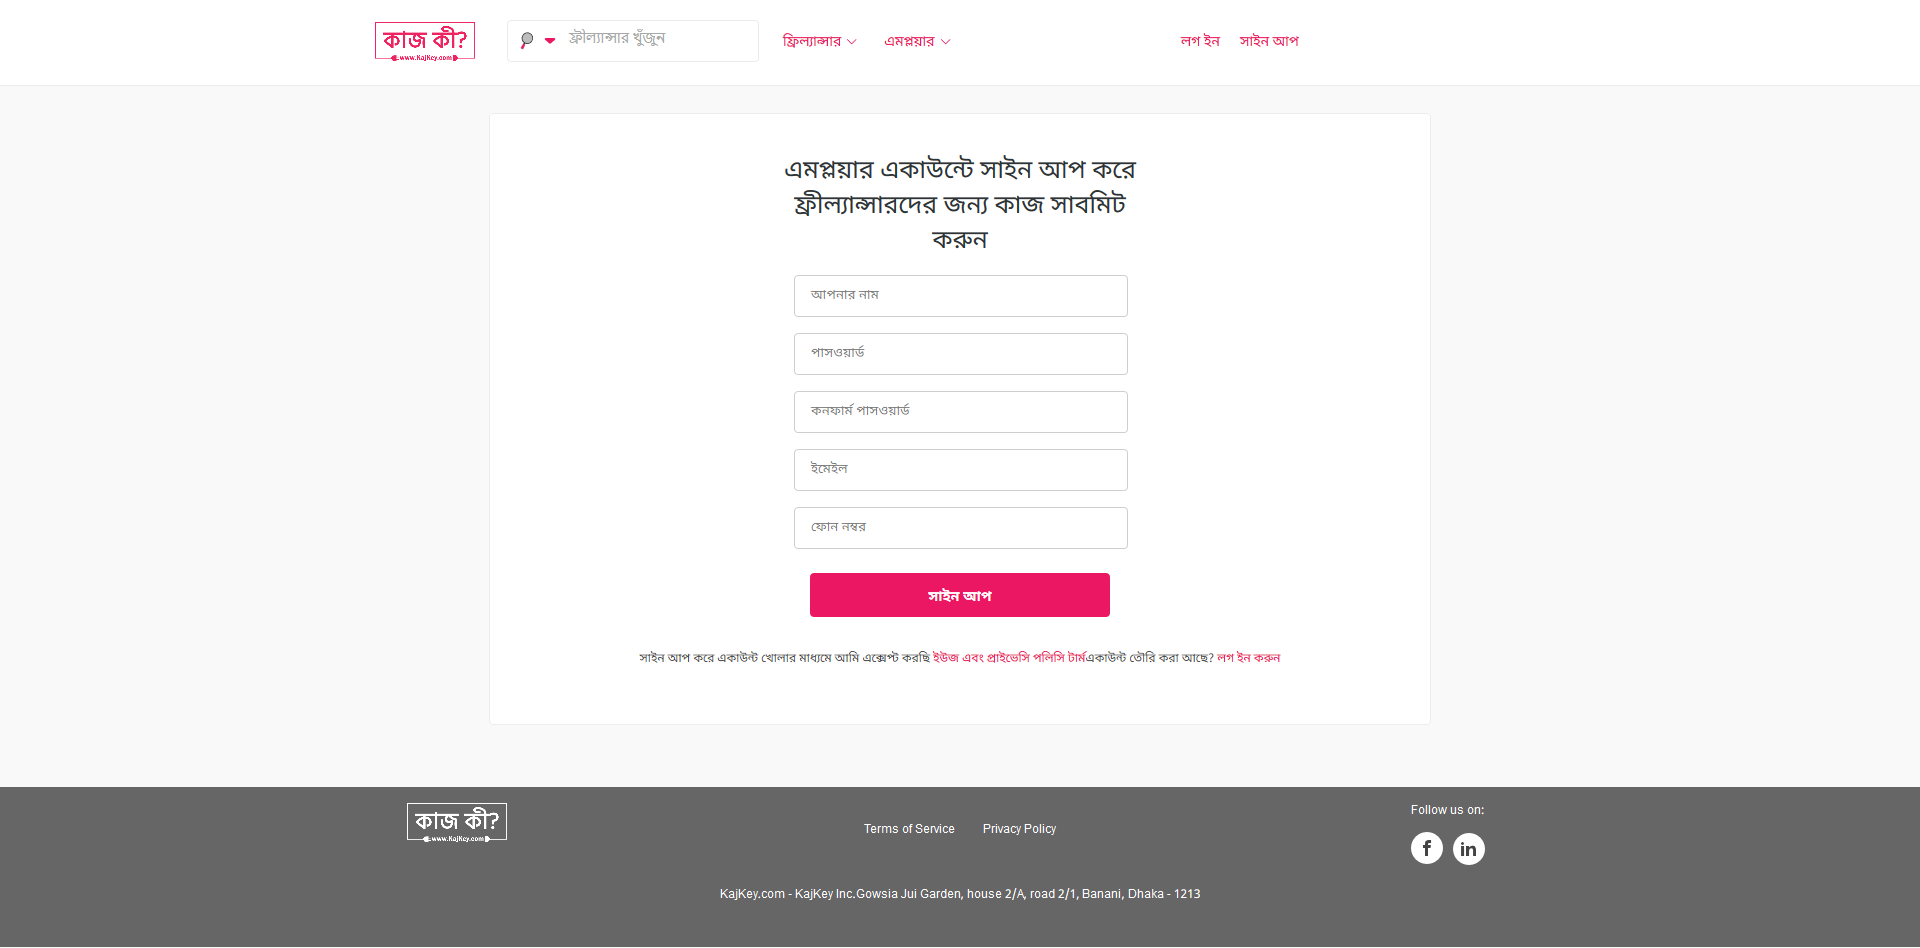 কাজ কী?
www.KajKey.com
ফ্রীল্যান্সার খুঁজুন
ফ্রিল্যান্সার
এমপ্লয়ার
লগ ইন
সাইন আপ
এমপ্লয়ার একাউন্টে সাইন আপ করে
ফ্রীল্যান্সারদের জন্য কাজ সাবমিট
করুন
আপনার নাম
পাসওয়ার্ড
কনফার্ম পাসওয়ার্ড
ইমেইল
ফোন নম্বর
সাইন আপ
সাইন আপ করে একাউন্ট খোলার মাধ্যমে আমি এক্সেপ্ট করছি ইউজ এবং প্রাইভেসি পলিসি টার্মএকাউন্ট তৌরি করা আছে? লগ ইন করুন
কাজ কী?
www.KajKey.com
Terms of Service
Privacy Policy
Follow us on:
KajKey.com - KajKey Inc.Gowsia Jui Garden, house 2/A, road 2/1, Banani, Dhaka - 1213